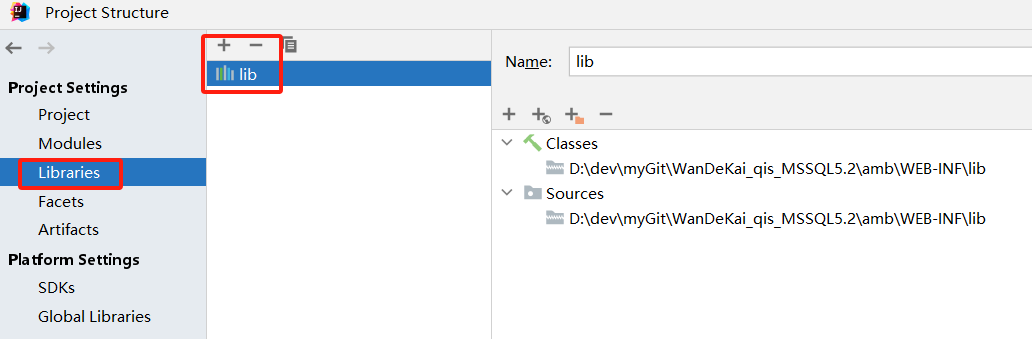 Project Structure
Project Settings
Project
Modules
Libraries
Facets
Artifacts
Platform Settings
SDKs
Global Libraries
lib
Name: lib
Classes
D:\dev\myGit\WanDeKai_qis_MSSQL5.2\amb\WEB-INF\lib
Sources
D:\dev\myGit\WanDeKai_qis_MSSQL5.2\amb\WEB-INF\lib